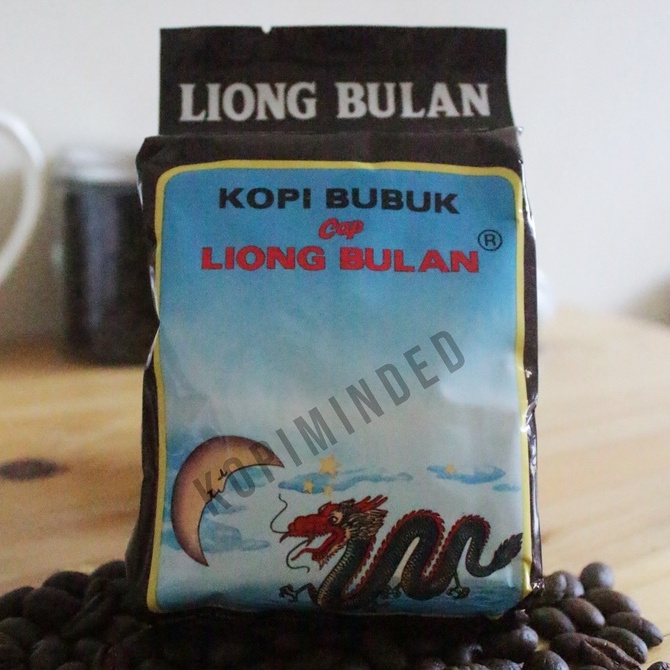 LIONG BULAN
KOPI BUBUK
Cap
LIONG BULAN ®
KOPIMINDED